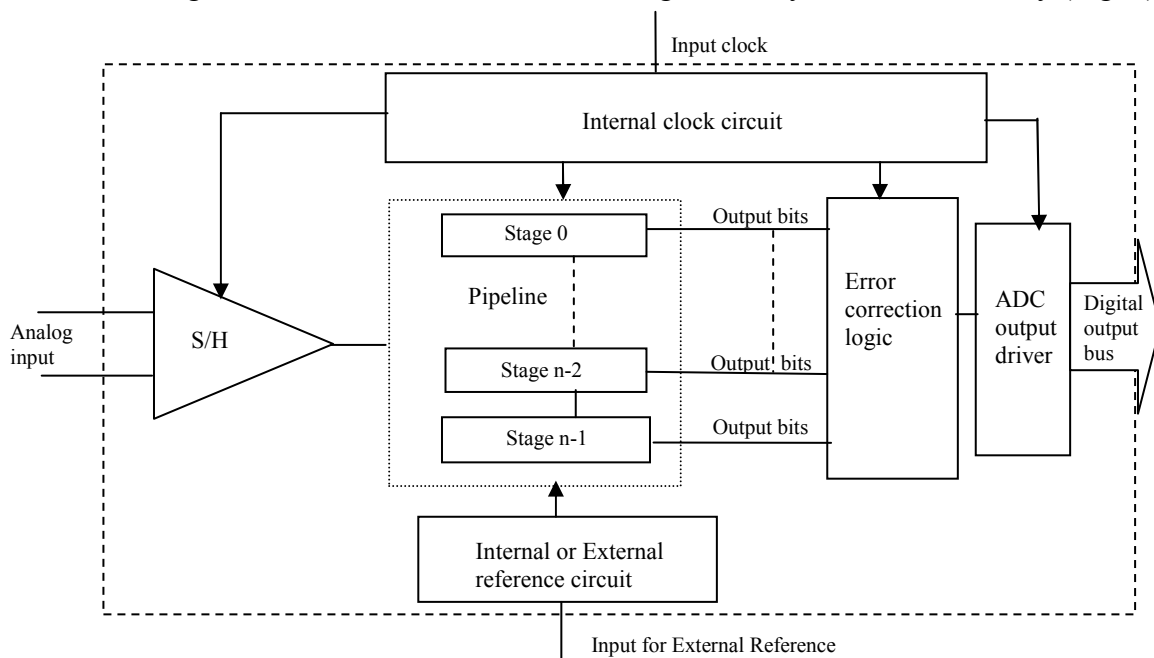 Input clock
Internal clock circuit
Stage 0
Output bits
Pipeline
Error
correction
logic
ADC
output
driver
Digital
output
bus
Analog
input
S/H
Stage n-2
Output bits
Stage n-1
Output bits
Internal or External
reference circuit
Input for External Reference